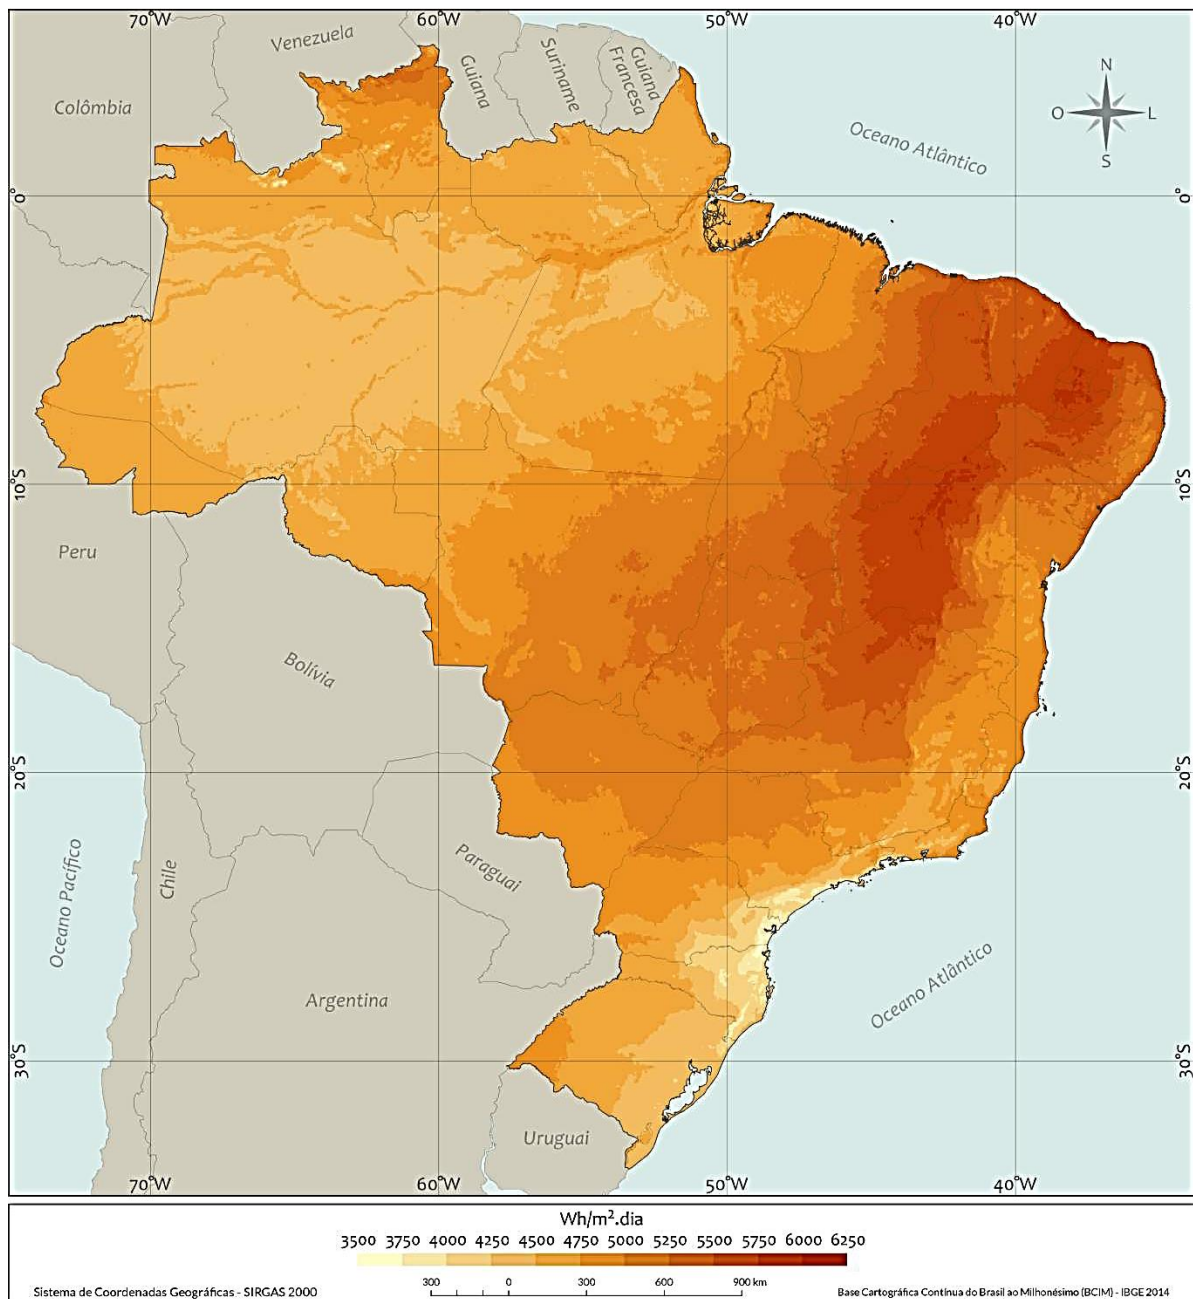 70°W 60°W 50°W 40°W
Venezuela
Guiana
Suriname
Guiana
Francesa
Colômbia
N
O L
S
Oceano Atlântico
0° 0°
10°S 10°S
Peru
Bolívia
20°S 20°S
Oceano Pacífico
Chile
Paraguai
Argentina
Oceano Atlântico
30°S 30°S
Uruguai
70°W 60°W 50°W 40°W
Wh/m².dia
3500 3750 4000 4250 4500 4750 5000 5250 5500 5750 6000 6250
300 0 300 600 900 km
Sistema de Coordenadas Geográficas - SIRGAS 2000
Base Cartográfica Contínua do Brasil ao Milhonésimo (BCIM) - IBGE 2014